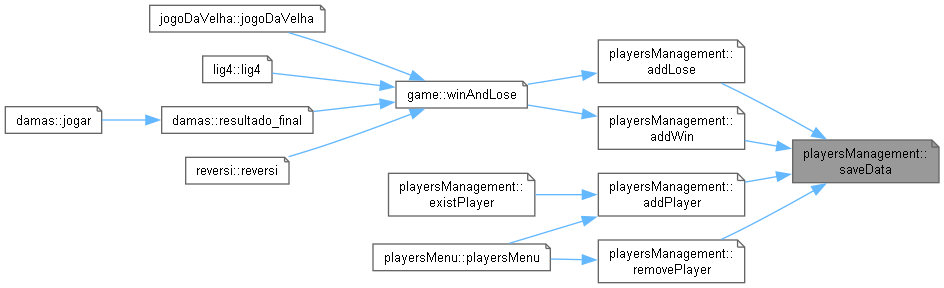 jogoDaVelha::jogoDaVelha
lig4::lig4
damas::jogar
damas::resultado_final
reversi::reversi
game::winAndLose
playersManagement::
addLose
playersManagement::
addWin
playersManagement::
existPlayer
playersManagement::
addPlayer
playersMenu::playersMenu
playersManagement::
removePlayer
playersManagement::
saveData